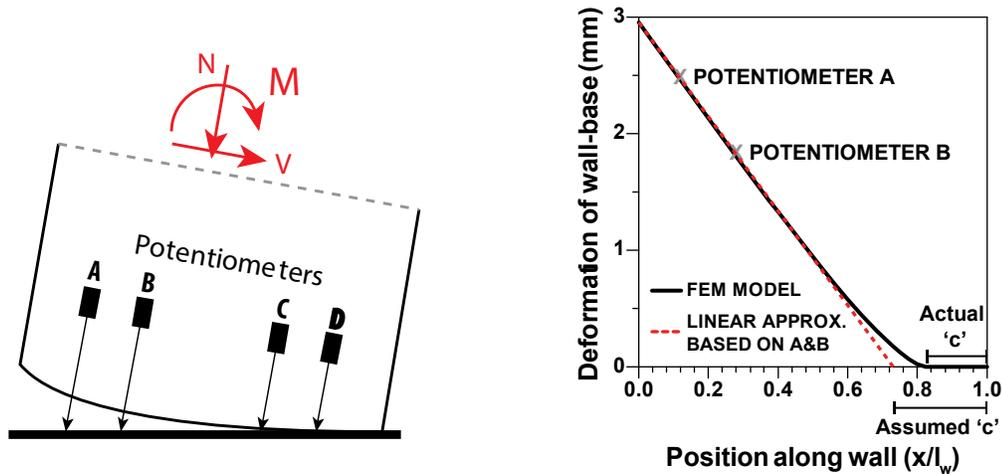 N
M
V
Potentiometers
A
B
C
D
Deformation of wall-base (mm)
3
2
1
0
POTENTIOMETER A
POTENTIOMETER B
FEM MODEL
LINEAR APPROX.
BASED ON A&B
Actual
'c'
0.0 0.2 0.4 0.6 0.8 1.0
Assumed 'c'
Position along wall (x/lw)